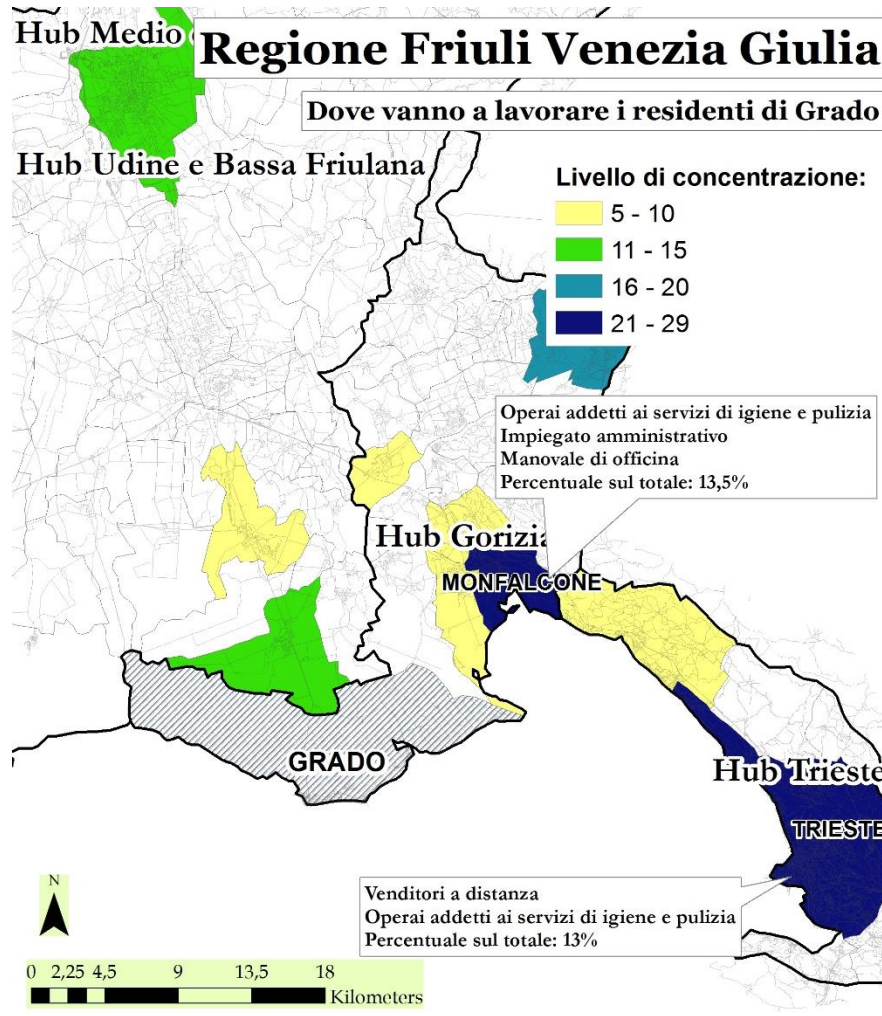 Hub Medio
Regione Friuli Venezia Giulia
Dove vanno a lavorare i residenti di Grado
Hub Udine e Bassa Friulana
Livello di concentrazione:
5 - 10
11 - 15
16 - 20
21 - 29
Operai addetti ai servizi di igiene e pulizia
Impiegato amministrativo
Manovale di officina
Percentuale sul totale: 13,5%
Hub Gorizia
MONFALCONE
GRADO
Hub Trieste
TRIESTE
Venditori a distanza
Operai addetti ai servizi di igiene e pulizia
Percentuale sul totale: 13%
N
0 2,25 4,5 9 13,5 18
Kilometers